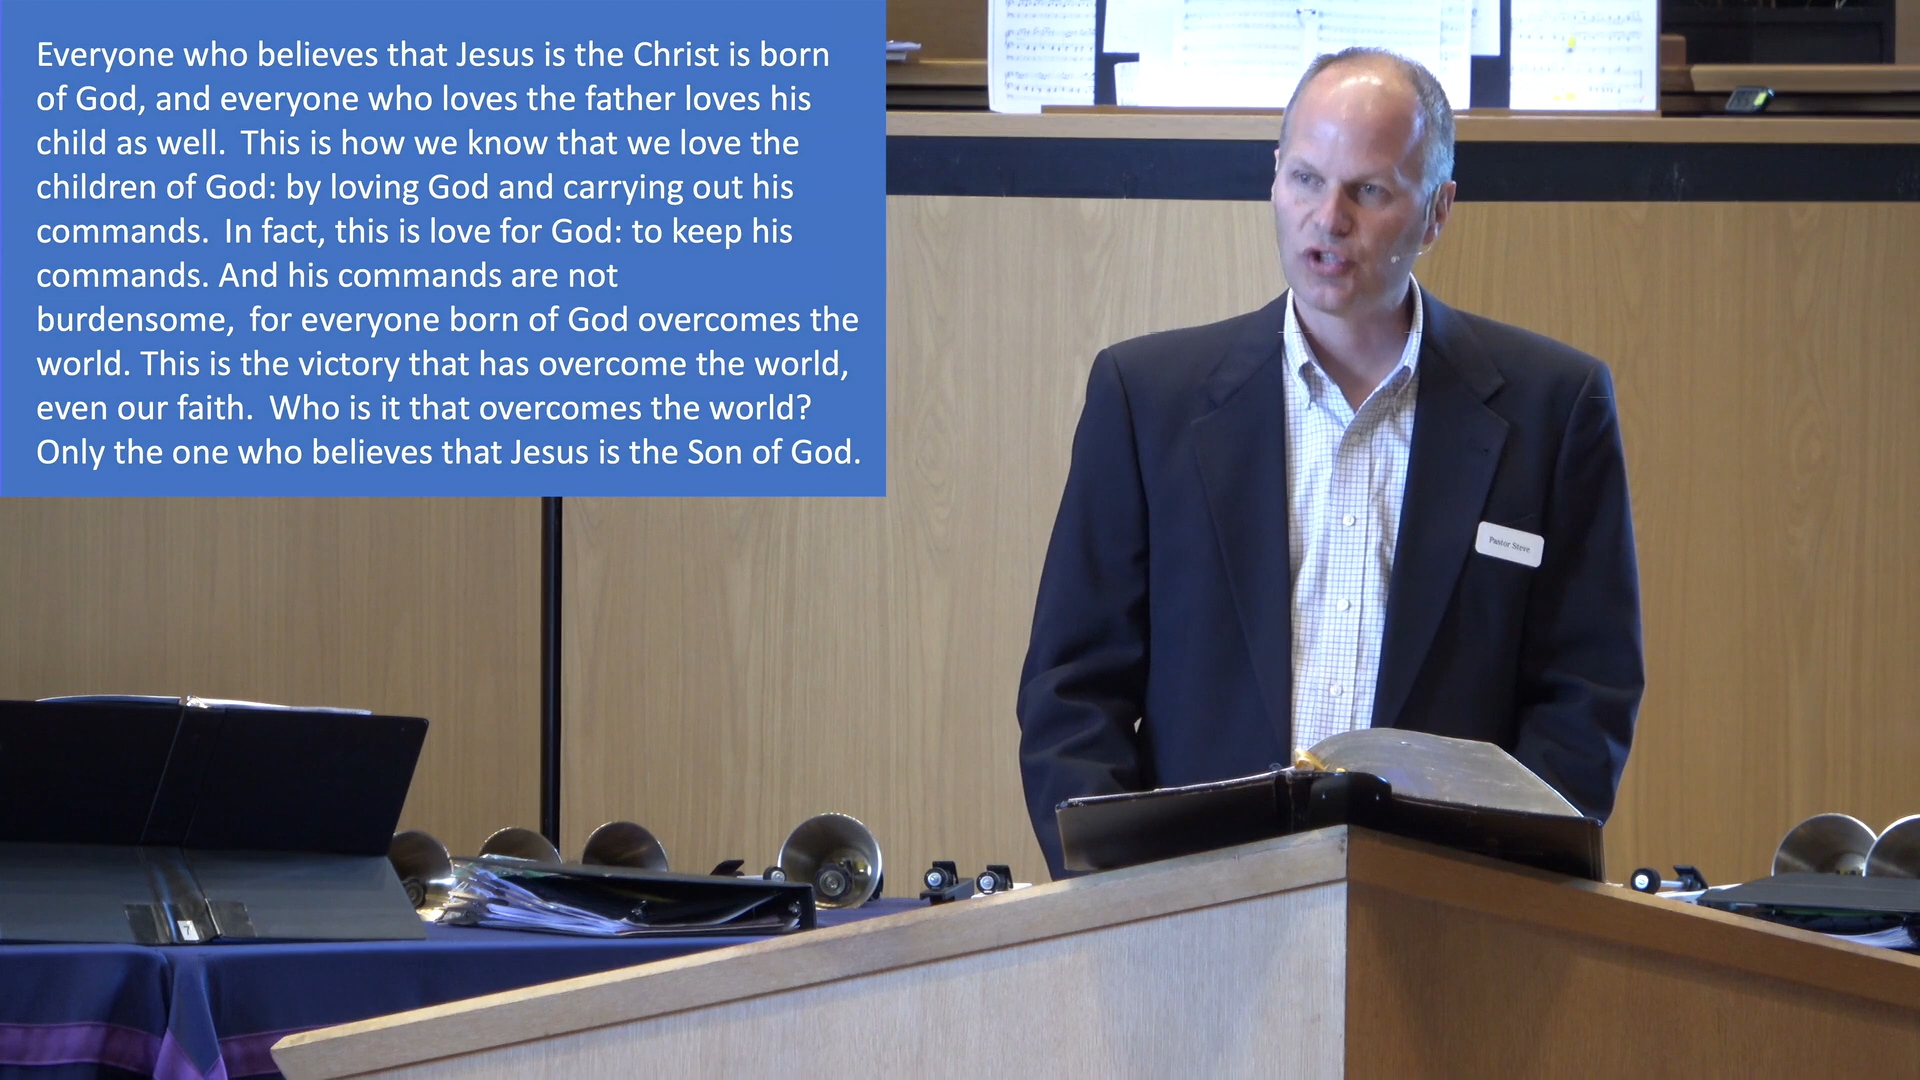 Everyone who believes that Jesus is the Christ is born
of God, and everyone who loves the father loves his
child as well.  This is how we know that we love the
children of God: by loving God and carrying out his
commands.  In fact, this is love for God: to keep his
commands. And his commands are not
burdensome,  for everyone born of God overcomes the
world. This is the victory that has overcome the world,
even our faith.  Who is it that overcomes the world?
Only the one who believes that Jesus is the Son of God.
Pastor Steve
7